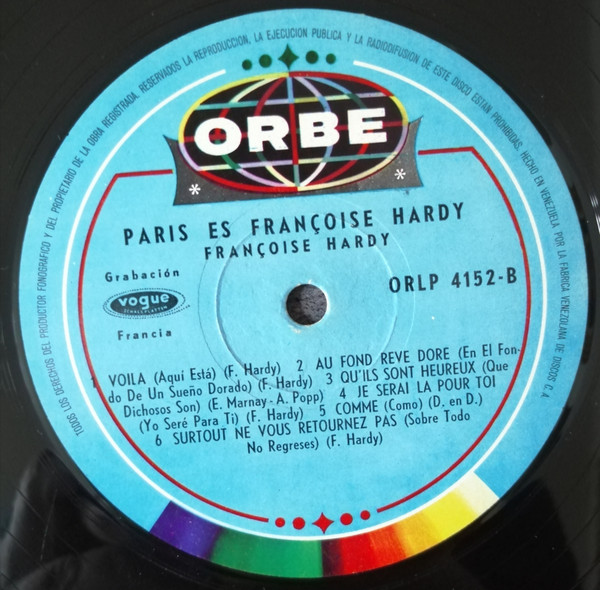 TODOS LOS DERECHOS DEL PRODUCTOR FONOGRAFICO Y DEL PROPIETARIO DE LA OBRA REGISTRADA, RESERVADOS LA REPRODUCCION, LA EJECUCION PUBLICA Y LA RADIODIFUSION DE ESTE DISCO ESTAN PROHIBIDAS. HECHO EN VENEZUELA POR LA FABRICA VENEZOLANA DE DISCOS C.A.
ORBE
PARIS ES FRANÇOISE HARDY
FRANÇOISE HARDY
Grabación
vogue
SCHALLPLATTEN
Francia
ORLP 4152-B
1 VOILA (Aquí Está) (F. Hardy) 2 AU FOND REVE DORE (En El Fon-
do De Un Sueño Dorado) (F. Hardy) 3 QU'ILS SONT HEUREUX (Que
Dichosos Son) (E. Marnay - A. Popp) 4 JE SERAI LA POUR TOI
(Yo Seré Para Ti) (F. Hardy) 5 COMME (Como) (D. en D.)
6 SURTOUT NE VOUS RETOURNEZ PAS (Sobre Todo
No Regreses) (F. Hardy)